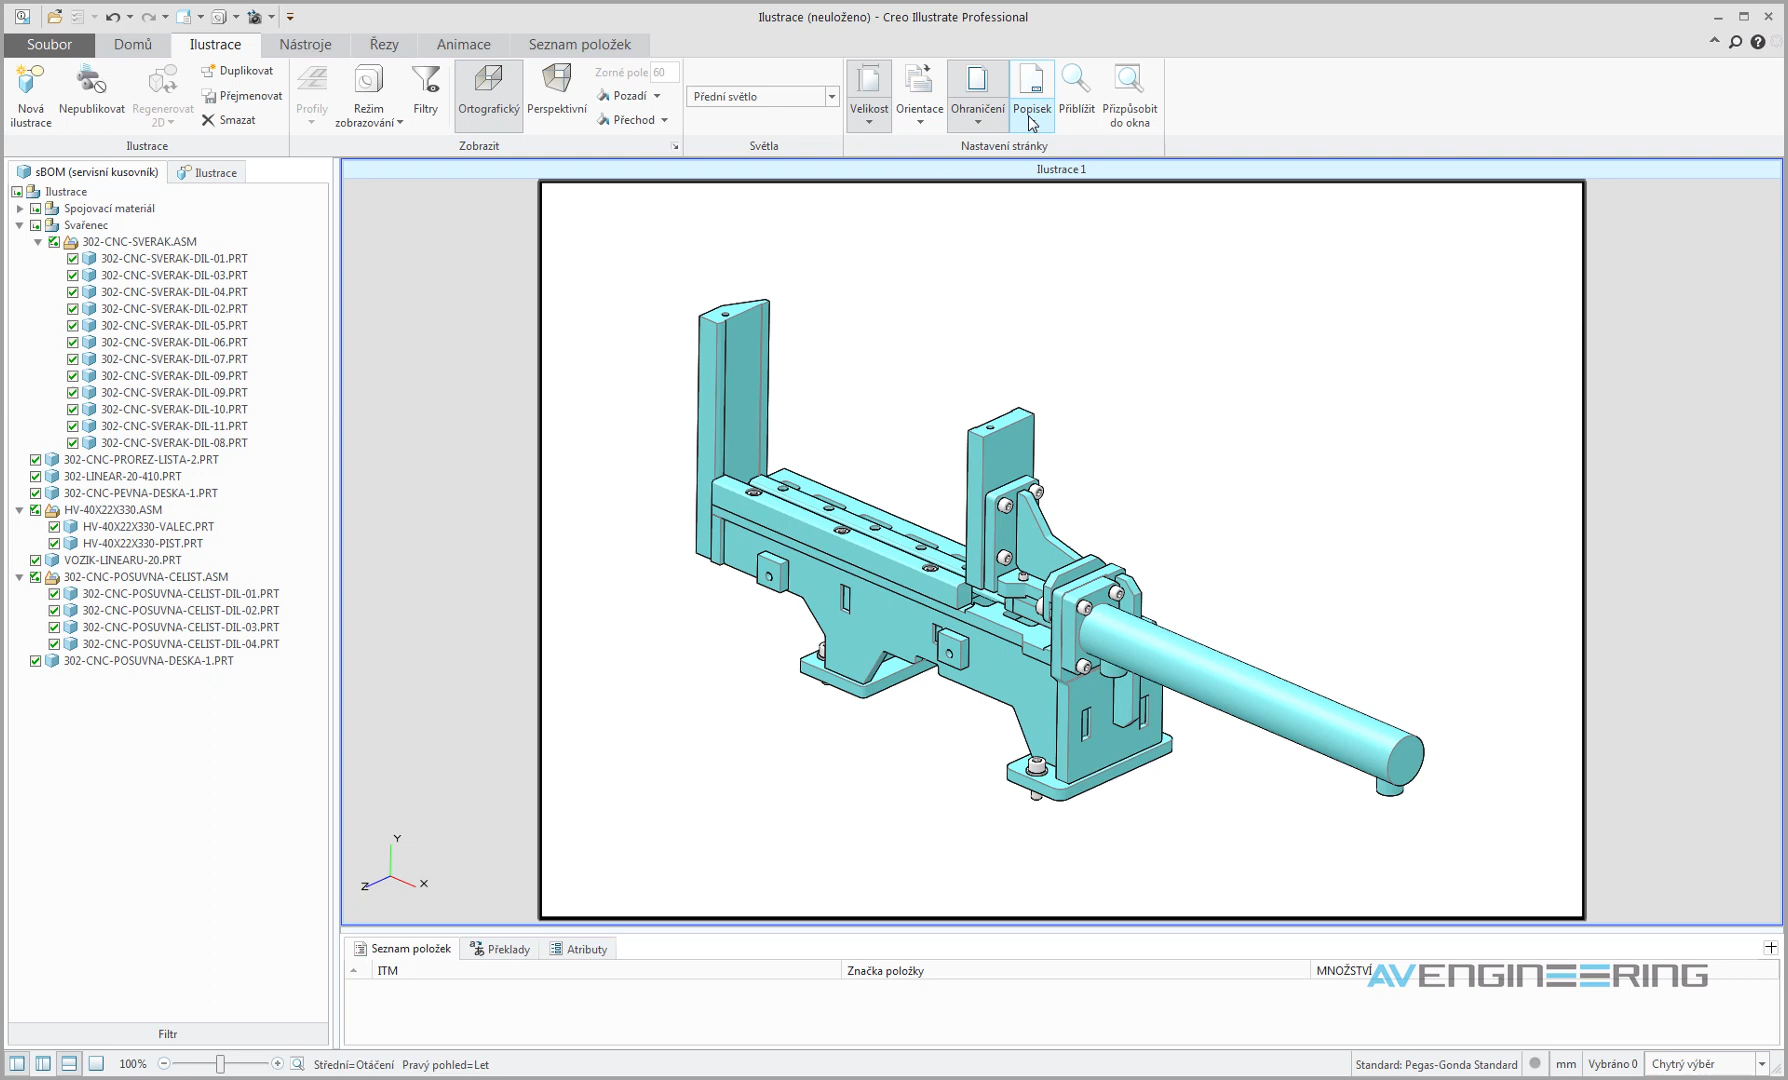 Ilustrace (neuloženo) - Creo Illustrate Professional
Soubor Domů Ilustrace Nástroje Řezy Animace Seznam položek
Nová ilustrace
Nepublikovat
Regenerovat 2D
Duplikovat
Přejmenovat
Smazat
Ilustrace
Profily
Režim zobrazování
Filtry
Ortografický
Perspektivní
Zorné pole 60
Pozadí
Přechod
Zobrazit
Přední světlo
Světla
Velikost
Orientace
Ohraničení
Popisek
Přiblížit
Přizpůsobit do okna
Nastavení stránky
sBOM (servisní kusovník) Ilustrace
Ilustrace 1
Ilustrace
Spojovací materiál
Svařenec
302-CNC-SVERAK.ASM
302-CNC-SVERAK-DIL-01.PRT
302-CNC-SVERAK-DIL-03.PRT
302-CNC-SVERAK-DIL-04.PRT
302-CNC-SVERAK-DIL-02.PRT
302-CNC-SVERAK-DIL-05.PRT
302-CNC-SVERAK-DIL-06.PRT
302-CNC-SVERAK-DIL-07.PRT
302-CNC-SVERAK-DIL-09.PRT
302-CNC-SVERAK-DIL-09.PRT
302-CNC-SVERAK-DIL-10.PRT
302-CNC-SVERAK-DIL-11.PRT
302-CNC-SVERAK-DIL-08.PRT
302-CNC-PROREZ-LISTA-2.PRT
302-LINEAR-20-410.PRT
302-CNC-PEVNA-DESKA-1.PRT
HV-40X22X330.ASM
HV-40X22X330-VALEC.PRT
HV-40X22X330-PIST.PRT
VOZIK-LINEARU-20.PRT
302-CNC-POSUVNA-CELIST.ASM
302-CNC-POSUVNA-CELIST-DIL-01.PRT
302-CNC-POSUVNA-CELIST-DIL-02.PRT
302-CNC-POSUVNA-CELIST-DIL-03.PRT
302-CNC-POSUVNA-CELIST-DIL-04.PRT
302-CNC-POSUVNA-DESKA-1.PRT
Filtr
Y
Z X
Seznam položek Překlady Atributy
ITM Značka položky MNOŽSTVÍ
AVENGINEERING
100% Střední=Otáčení Pravý pohled=Let
Standard: Pegas-Gonda Standard mm Vybráno 0 Chytrý výběr